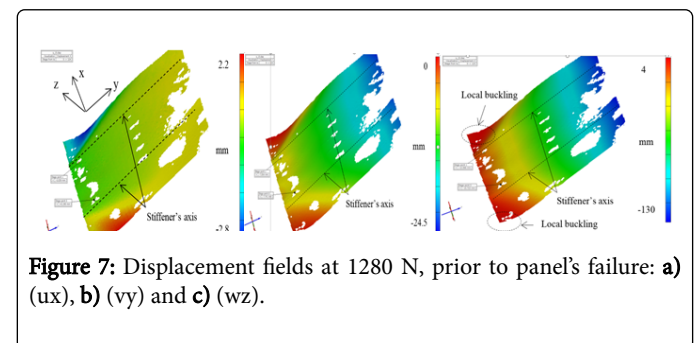 2.2
0
4
x
z
y
Local buckling
mm
mm
mm
Stiffener's axis
Stiffener's axis
Stiffener's axis
-2.8
-24.5
-130
Local buckling
Figure 7: Displacement fields at 1280 N, prior to panel's failure: a)
(ux), b) (vy) and c) (wz).